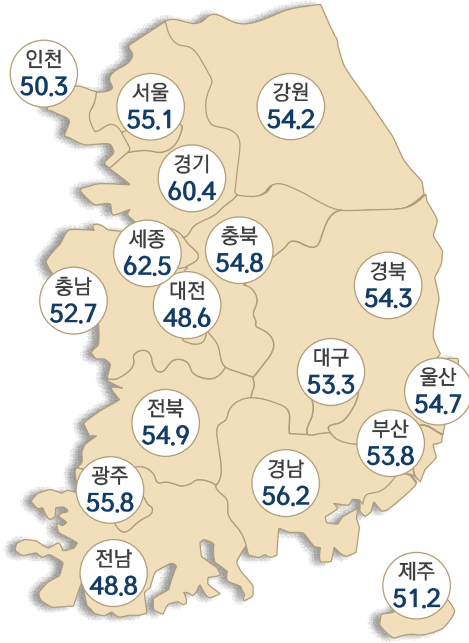 인천
50.3
서울
55.1
강원
54.2
경기
60.4
세종
62.5
충북
54.8
충남
52.7
대전
48.6
경북
54.3
대구
53.3
울산
54.7
전북
54.9
부산
53.8
광주
55.8
경남
56.2
전남
48.8
제주
51.2